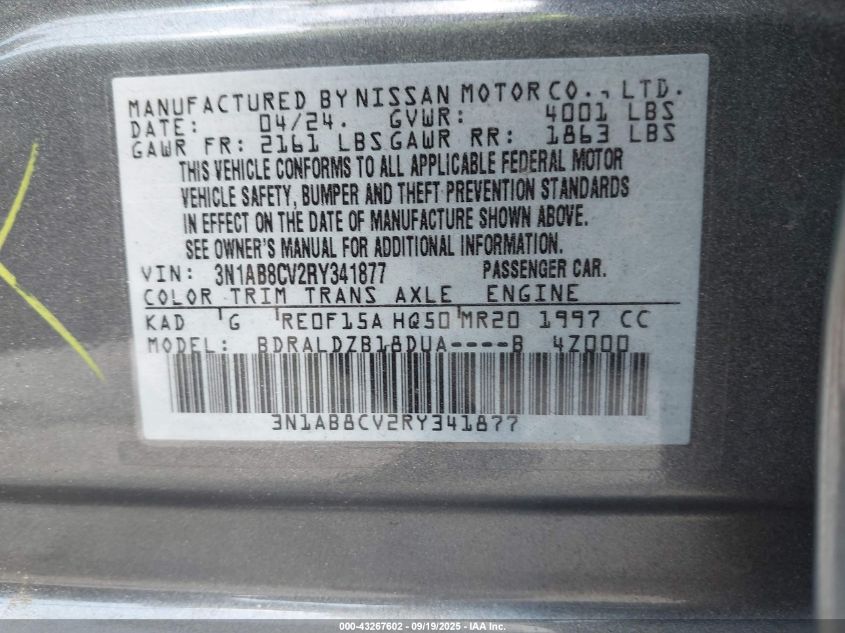 MANUFACTURED BY NISSAN MOTOR CO., LTD.
DATE: 04/24. GVWR: 4001 LBS
GAWR FR: 2161 LBS GAWR RR: 1863 LBS
THIS VEHICLE CONFORMS TO ALL APPLICABLE FEDERAL MOTOR
VEHICLE SAFETY, BUMPER AND THEFT PREVENTION STANDARDS
IN EFFECT ON THE DATE OF MANUFACTURE SHOWN ABOVE.
SEE OWNER'S MANUAL FOR ADDITIONAL INFORMATION.
VIN: 3N1AB8CV2RY341877 PASSENGER CAR.
COLOR TRIM TRANS AXLE ENGINE
KAD G RE0F15A HQ50 MR20 1997 CC
MODEL: BDRALDZB18DUA----B 4Z000
3N1AB8CV2RY341877
000-43267602 - 09/19/2025 - IAA Inc.